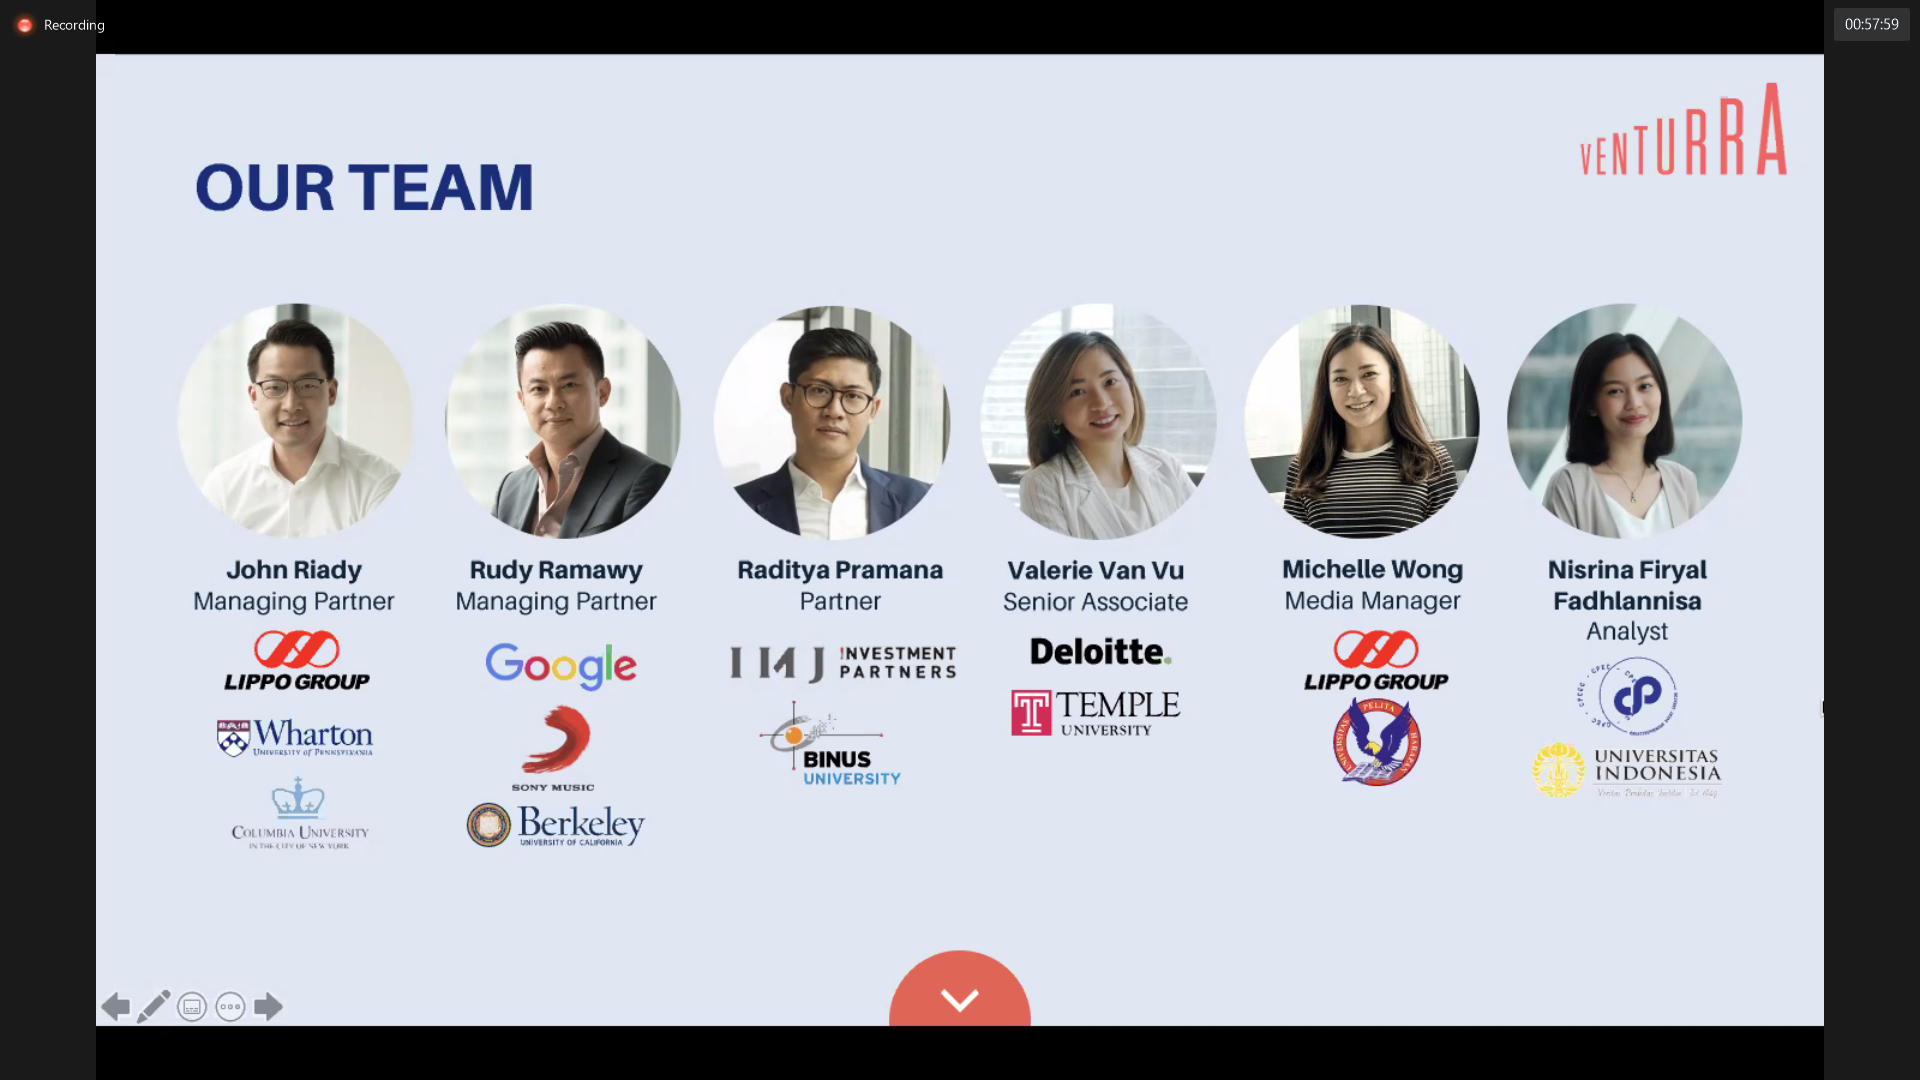 Recording
00:57:59
VENTURRA
OUR TEAM
John Riady
Managing Partner
LIPPO GROUP
Wharton
UNIVERSITY OF PENNSYLVANIA
COLUMBIA UNIVERSITY
IN THE CITY OF NEW YORK
Rudy Ramawy
Managing Partner
Google
SONY MUSIC
Berkeley
UNIVERSITY OF CALIFORNIA
Raditya Pramana
Partner
IMJ INVESTMENT
PARTNERS
BINUS
UNIVERSITY
Valerie Van Vu
Senior Associate
Deloitte.
TEMPLE
UNIVERSITY
Michelle Wong
Media Manager
LIPPO GROUP
UNIVERSITAS PELITA HARAPAN
Nisrina Firyal
Fadhlannisa
Analyst
UNIVERSITAS
INDONESIA